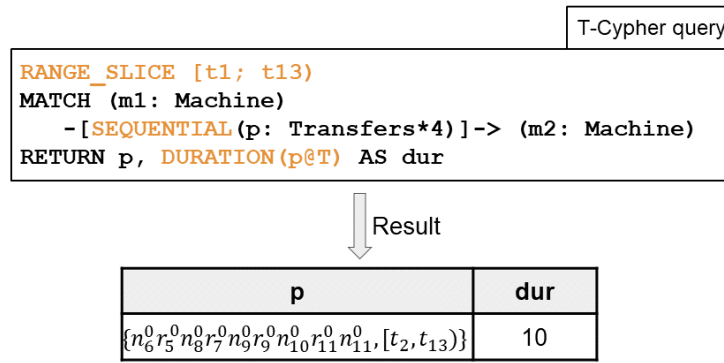 T-Cypher query
RANGE_SLICE [t1; t13)
MATCH (m1: Machine)
-[SEQUENTIAL(p: Transfers*4)]-> (m2: Machine)
RETURN p, DURATION(p@T) AS dur
Result
p dur
{n₆⁰r₅⁰n₈⁰r₇⁰n₉⁰r₉⁰n₁₀⁰r₁₁⁰n₁₁⁰, [t₂, t₁₃)} 10